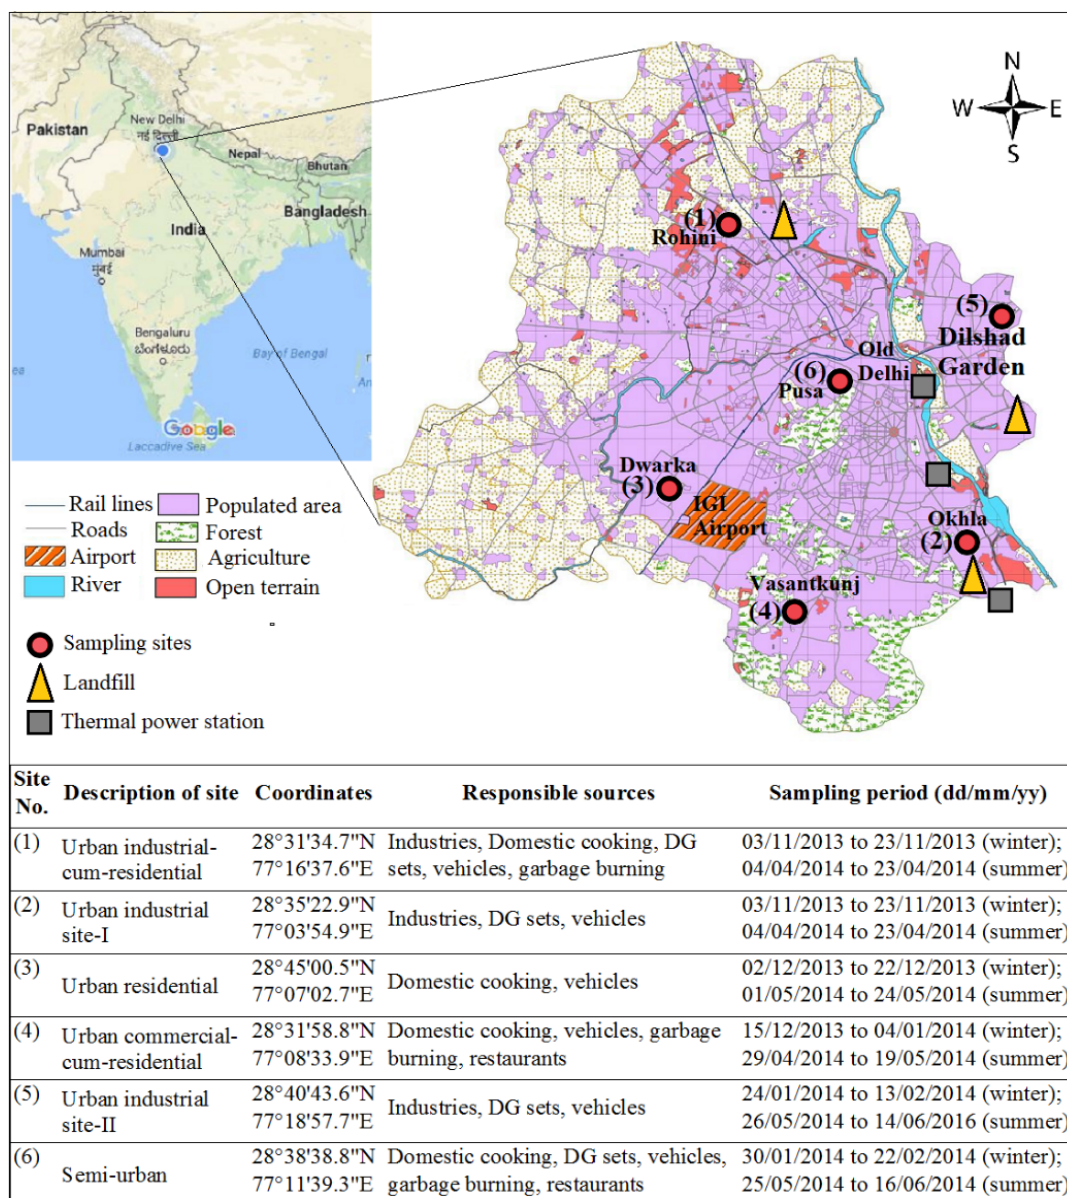 Pakistan
New Delhi
नई दिल्ली
Nepal
Bhutan
Bangladesh
India
Mumbai
मुंबई
Bengaluru
ಬೆಂಗಳೂರು
Bay of Bengal
Google
Laccadive Sea
ea
An
N
W E
S
(1)
Rohini
(5)
Dilshad
Garden
Old
Delhi
(6)
Pusa
Dwarka
(3)
IGI
Airport
Okhla
(2)
Vasantkunj
(4)
Rail lines Populated area
Roads Forest
Airport Agriculture
River Open terrain
Sampling sites
Landfill
Thermal power station
Site No. Description of site Coordinates Responsible sources Sampling period (dd/mm/yy)
(1) Urban industrial- 28°31'34.7"N Industries, Domestic cooking, DG 03/11/2013 to 23/11/2013 (winter);
cum-residential 77°16'37.6"E sets, vehicles, garbage burning 04/04/2014 to 23/04/2014 (summer)
(2) Urban industrial 28°35'22.9"N Industries, DG sets, vehicles 03/11/2013 to 23/11/2013 (winter);
site-I 77°03'54.9"E 04/04/2014 to 23/04/2014 (summer)
(3) Urban residential 28°45'00.5"N Domestic cooking, vehicles 02/12/2013 to 22/12/2013 (winter);
77°07'02.7"E 01/05/2014 to 24/05/2014 (summer)
(4) Urban commercial- 28°31'58.8"N Domestic cooking, vehicles, garbage 15/12/2013 to 04/01/2014 (winter);
cum-residential 77°08'33.9"E burning, restaurants 29/04/2014 to 19/05/2014 (summer)
(5) Urban industrial 28°40'43.6"N Industries, DG sets, vehicles 24/01/2014 to 13/02/2014 (winter);
site-II 77°18'57.7"E 26/05/2014 to 14/06/2016 (summer)
(6) Semi-urban 28°38'38.8"N Domestic cooking, DG sets, vehicles, 30/01/2014 to 22/02/2014 (winter);
77°11'39.3"E garbage burning, restaurants 25/05/2014 to 16/06/2014 (summer)